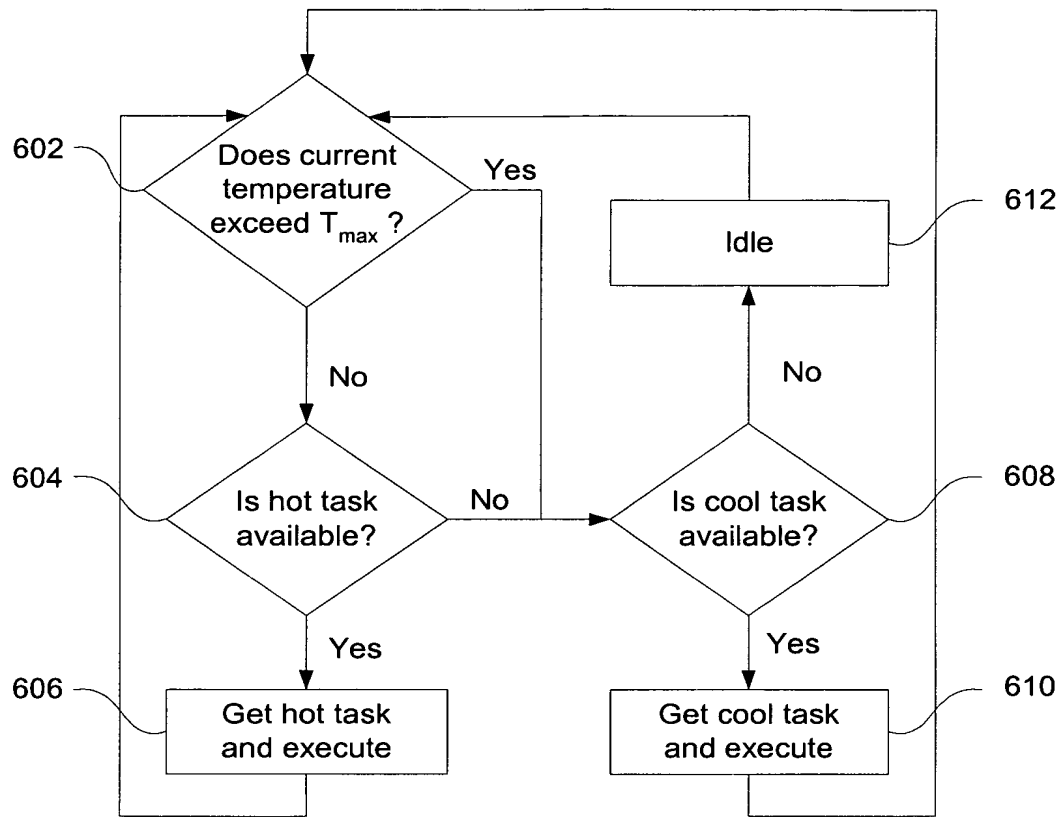 602
Does current
temperature
exceed Tmax ?
Yes
612
Idle
No
No
604
Is hot task
available?
No
608
Is cool task
available?
Yes
Yes
606
Get hot task
and execute
610
Get cool task
and execute